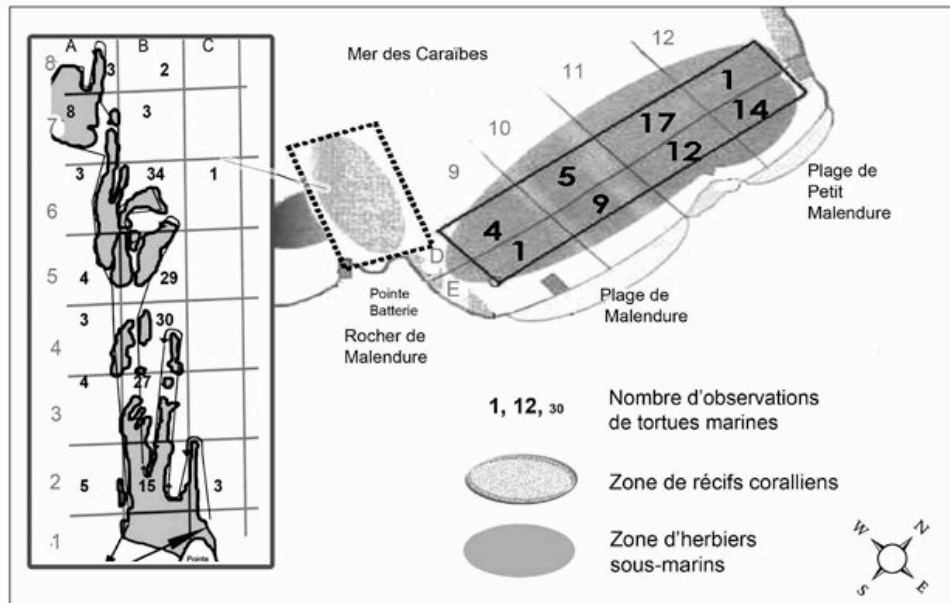 A B C
8 3 2
7 8 3
3 34 1
6
5 4 29
3 30
4
4 27
3
2 5 15 3
1
Pointe
Mer des Caraïbes
9 10 11 12
4 5 17 1
1 9 12 14
D
E
Pointe
Batterie
Rocher de
Malendure
Plage de
Malendure
Plage de
Petit
Malendure
1, 12, 30 Nombre d'observations
de tortues marines
Zone de récifs coralliens
Zone d'herbiers
sous-marins
W N
S E